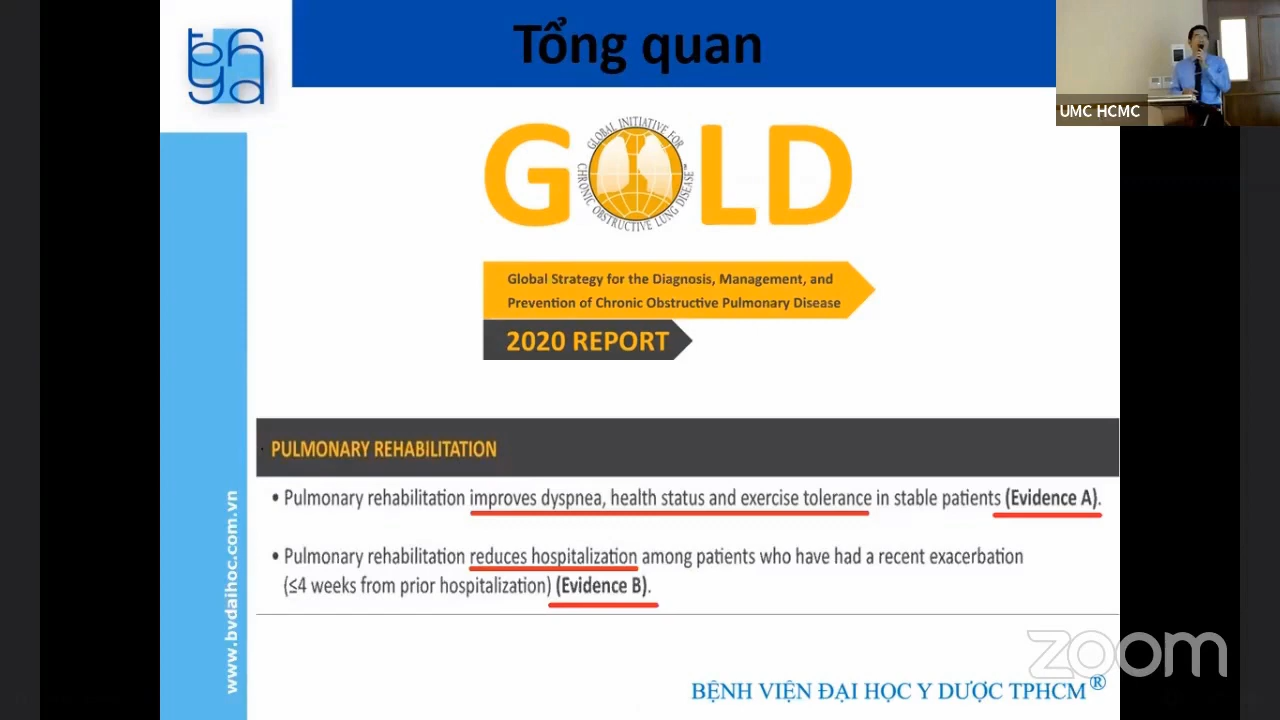 Tổng quan
UMC HCMC
GOLD
GLOBAL INITIATIVE FOR
CHRONIC OBSTRUCTIVE LUNG DISEASE
Global Strategy for the Diagnosis, Management, and
Prevention of Chronic Obstructive Pulmonary Disease
2020 REPORT
PULMONARY REHABILITATION
• Pulmonary rehabilitation improves dyspnea, health status and exercise tolerance in stable patients (Evidence A).
• Pulmonary rehabilitation reduces hospitalization among patients who have had a recent exacerbation
(≤4 weeks from prior hospitalization) (Evidence B).
www.bvdaihoc.com.vn
zoom
BỆNH VIỆN ĐẠI HỌC Y DƯỢC TPHCM®